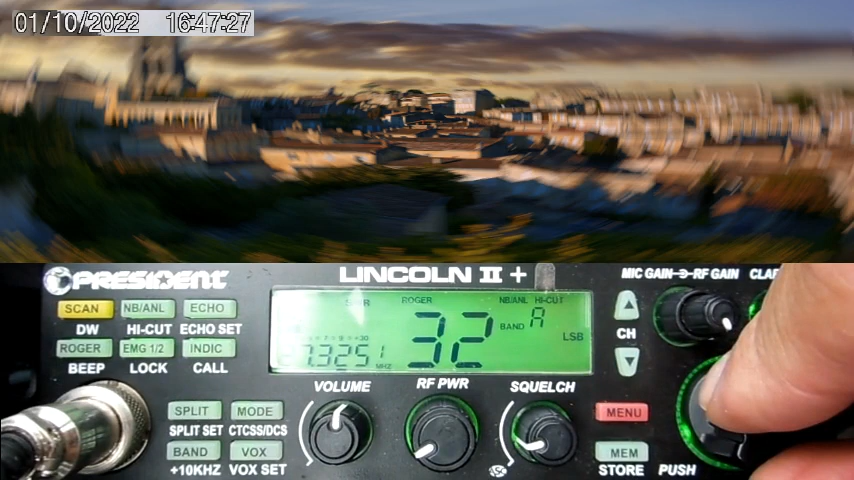 01/10/2022 16:47:27
PRESIDENT
LINCOLN II +
MIC GAIN RF GAIN
SCAN NB/ANL ECHO
DW HI-CUT ECHO SET
ROGER EMG 1/2 INDIC
BEEP LOCK CALL
ROGER NB/ANL HI-CUT
32 BAND A
LSB
27.3251 MHZ
CH
VOLUME RF PWR SQUELCH
SPLIT MODE
SPLIT SET CTCSS/DCS
BAND VOX
+10KHZ VOX SET
MENU
MEM
STORE PUSH